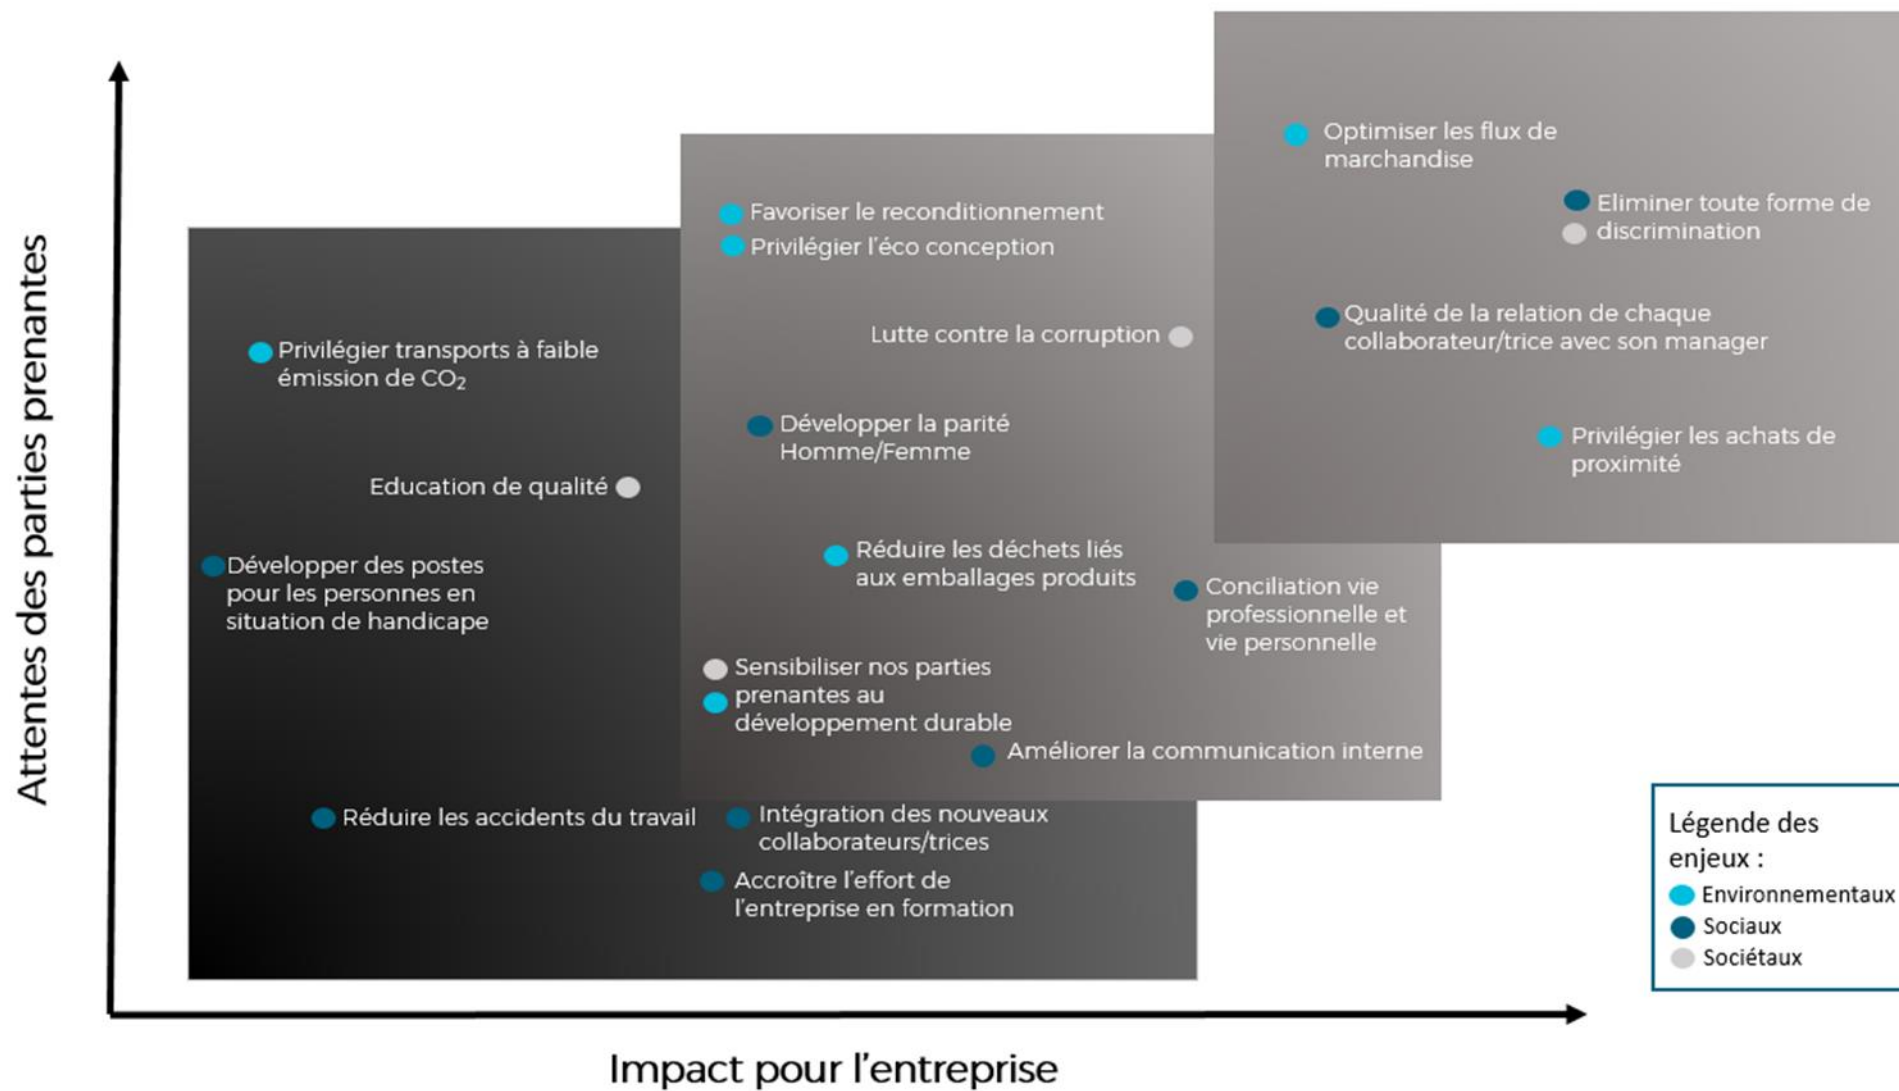 Attentes des parties prenantes
Optimiser les flux de
marchandise
Eliminer toute forme de
discrimination
Favoriser le reconditionnement
Privilégier l'éco conception
Qualité de la relation de chaque
collaborateur/trice avec son manager
Lutte contre la corruption
Privilégier transports à faible
émission de CO₂
Développer la parité
Homme/Femme
Privilégier les achats de
proximité
Education de qualité
Développer des postes
pour les personnes en
situation de handicape
Réduire les déchets liés
aux emballages produits
Conciliation vie
professionnelle et
vie personnelle
Sensibiliser nos parties
prenantes au
développement durable
Améliorer la communication interne
Réduire les accidents du travail
Intégration des nouveaux
collaborateurs/trices
Accroître l'effort de
l'entreprise en formation
Légende des
enjeux :
Environnementaux
Sociaux
Sociétaux
Impact pour l'entreprise